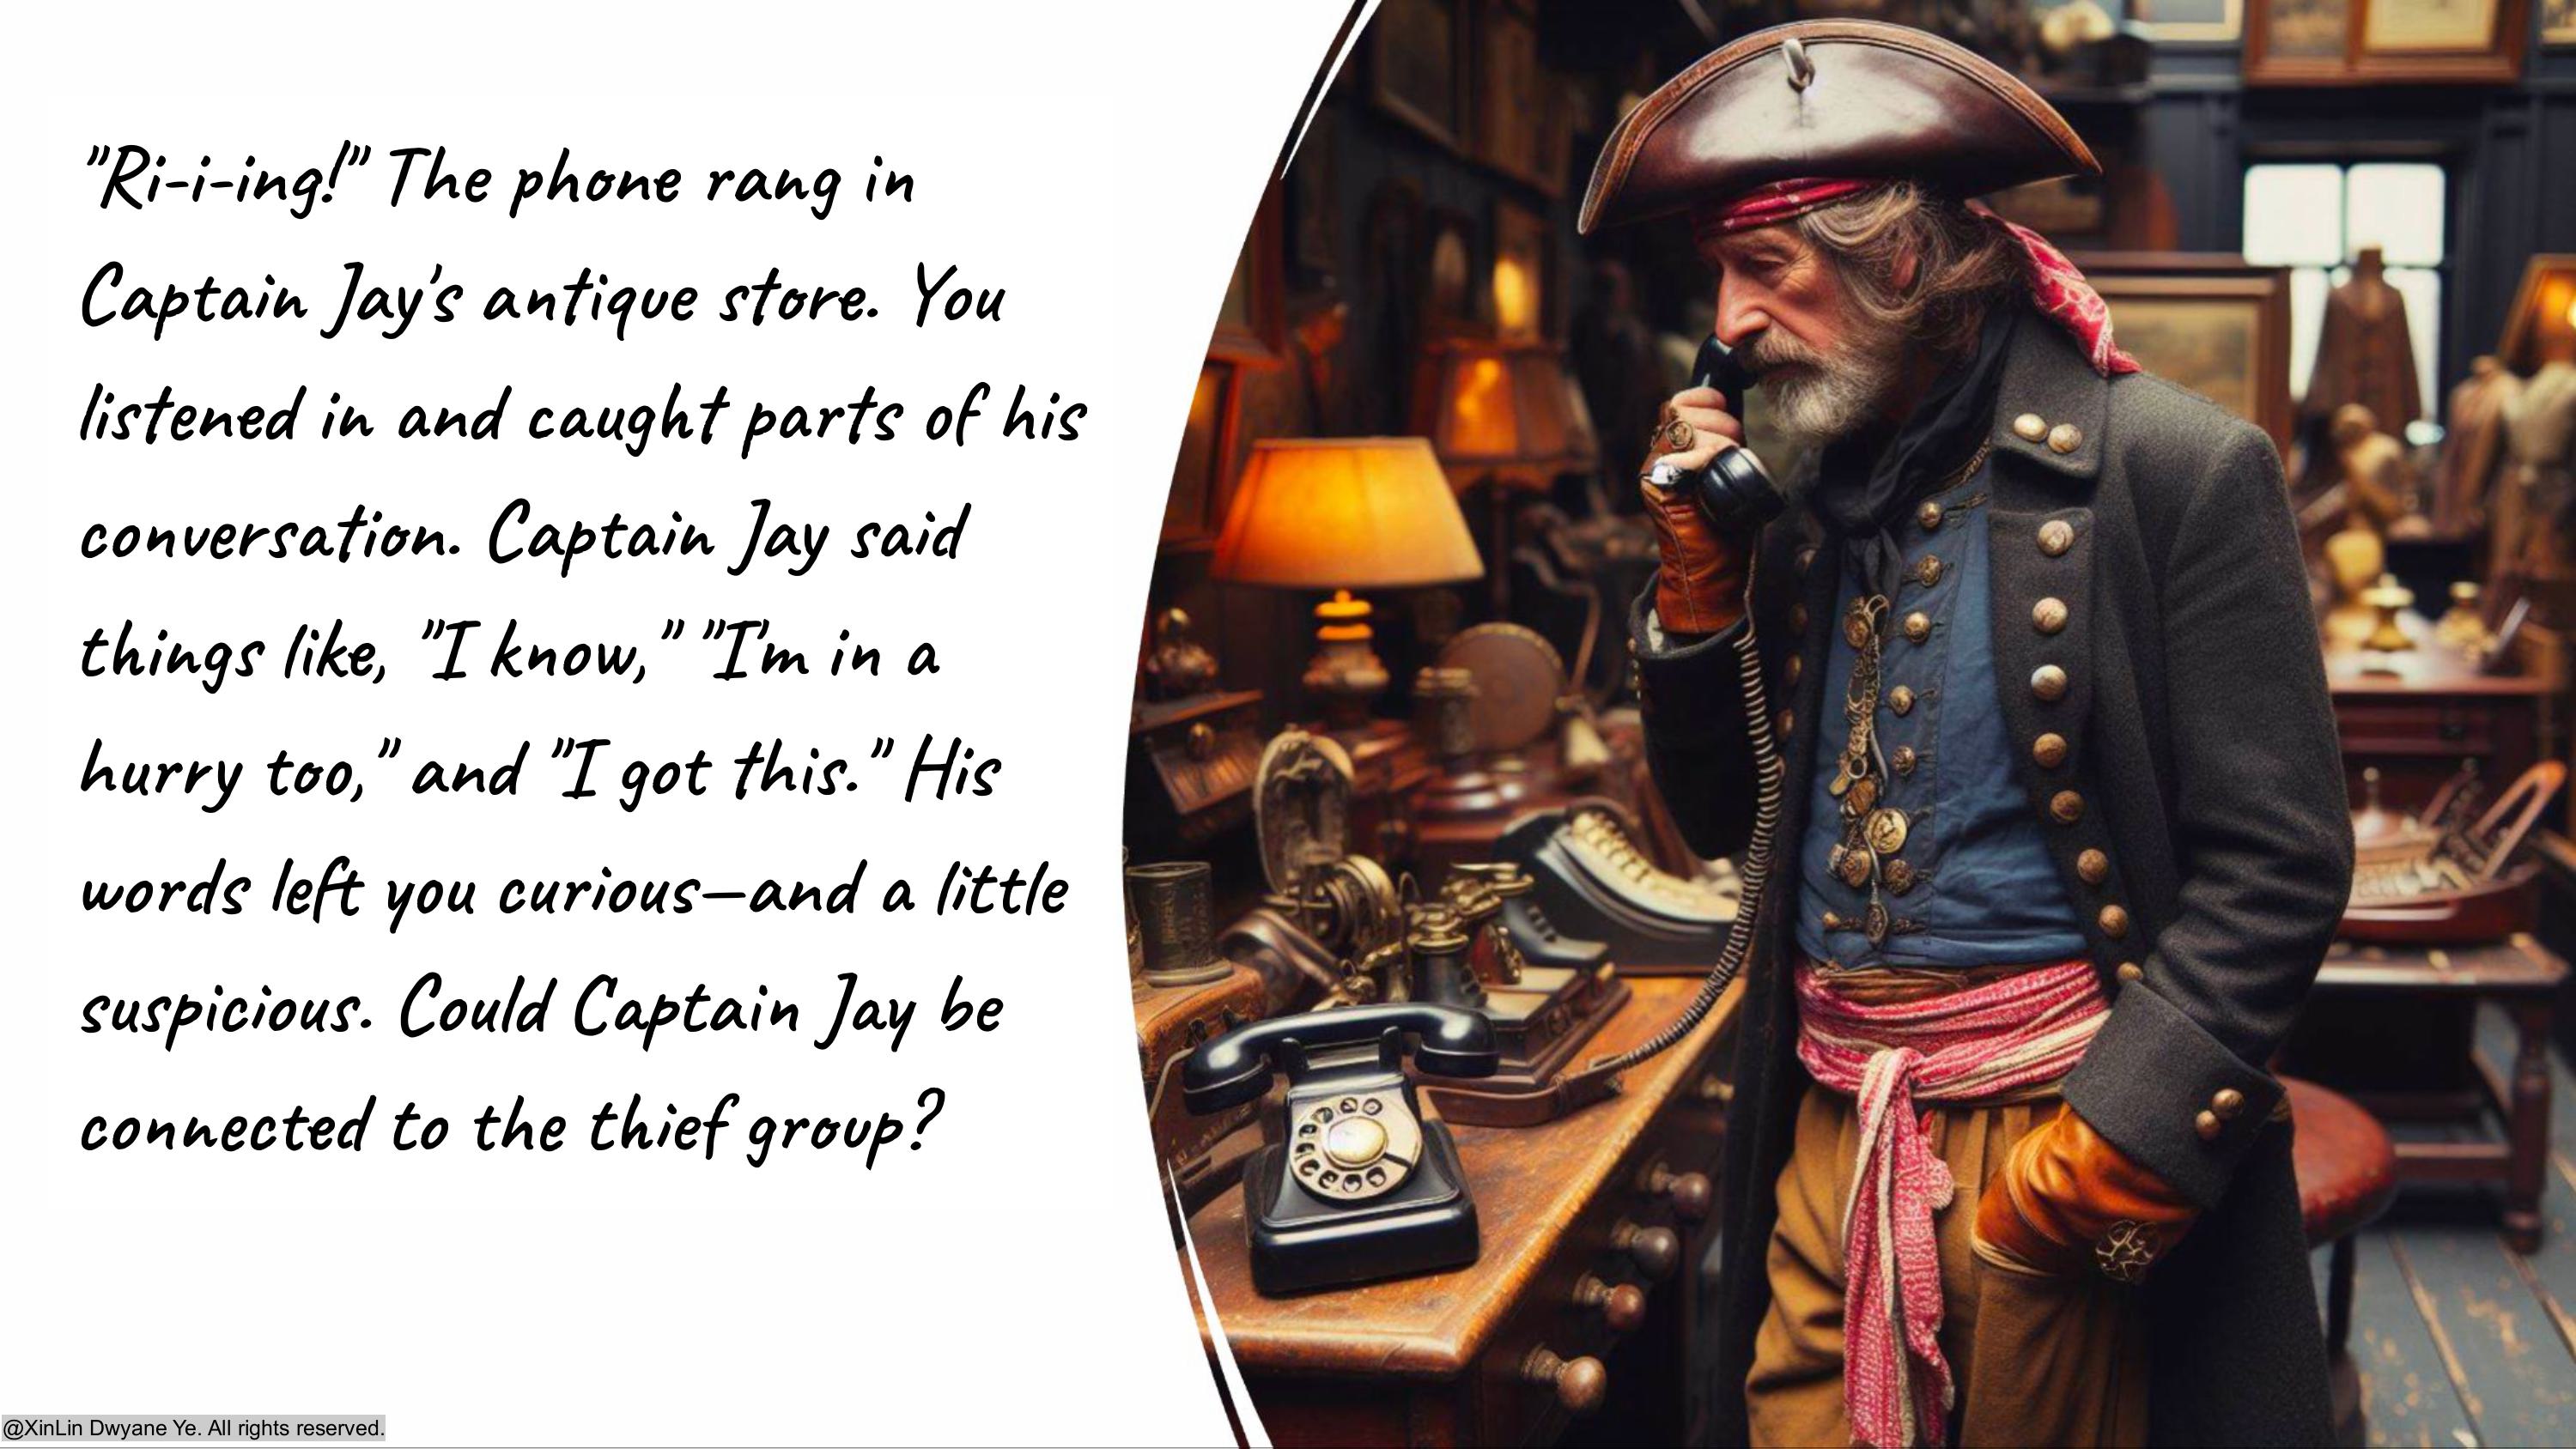 "Ri-i-ing!" The phone rang in
Captain Jay's antique store. You
listened in and caught parts of his
conversation. Captain Jay said
things like, "I know," "I'm in a
hurry too," and "I got this." His
words left you curious—and a little
suspicious. Could Captain Jay be
connected to the thief group?
@XinLin Dwyane Ye. All rights reserved.